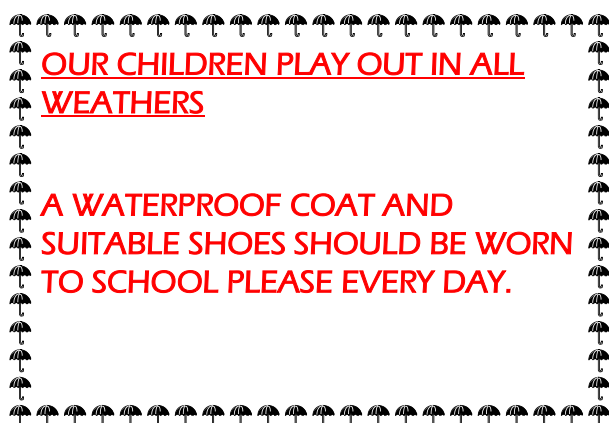 OUR CHILDREN PLAY OUT IN ALL
WEATHERS
A WATERPROOF COAT AND
SUITABLE SHOES SHOULD BE WORN
TO SCHOOL PLEASE EVERY DAY.